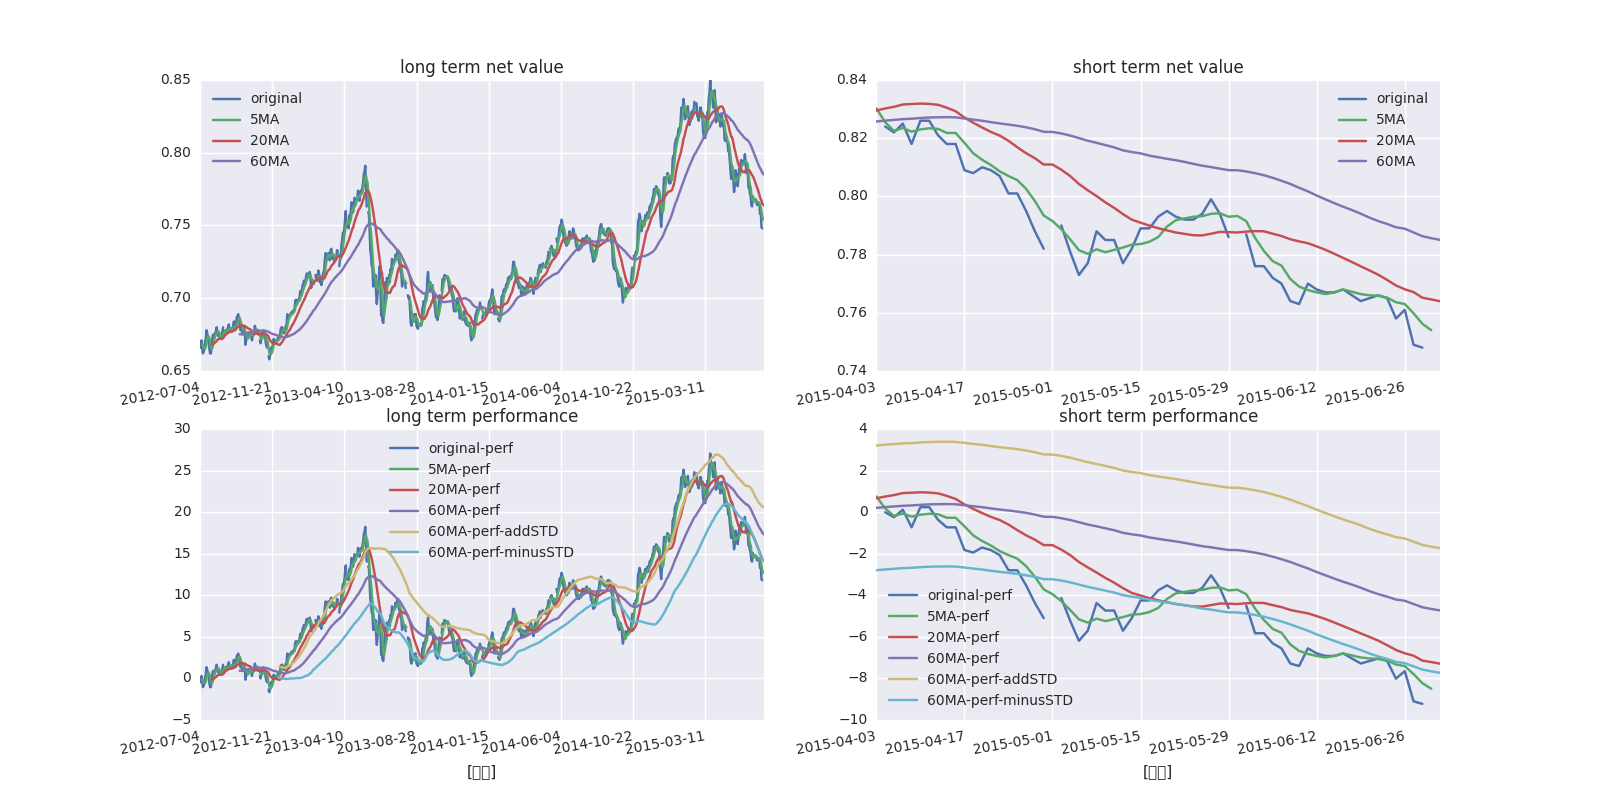 long term net value
0.85
0.80
0.75
0.70
0.65
original
5MA
20MA
60MA
2012-07-04
2012-11-21
2013-04-10
2013-08-28
2014-01-15
2014-06-04
2014-10-22
2015-03-11
short term net value
0.84
0.82
0.80
0.78
0.76
0.74
original
5MA
20MA
60MA
2015-04-03
2015-04-17
2015-05-01
2015-05-15
2015-05-29
2015-06-12
2015-06-26
long term performance
30
25
20
15
10
5
0
−5
original-perf
5MA-perf
20MA-perf
60MA-perf
60MA-perf-addSTD
60MA-perf-minusSTD
2012-07-04
2012-11-21
2013-04-10
2013-08-28
2014-01-15
2014-06-04
2014-10-22
2015-03-11
[▯▯]
short term performance
4
2
0
−2
−4
−6
−8
−10
original-perf
5MA-perf
20MA-perf
60MA-perf
60MA-perf-addSTD
60MA-perf-minusSTD
2015-04-03
2015-04-17
2015-05-01
2015-05-15
2015-05-29
2015-06-12
2015-06-26
[▯▯]